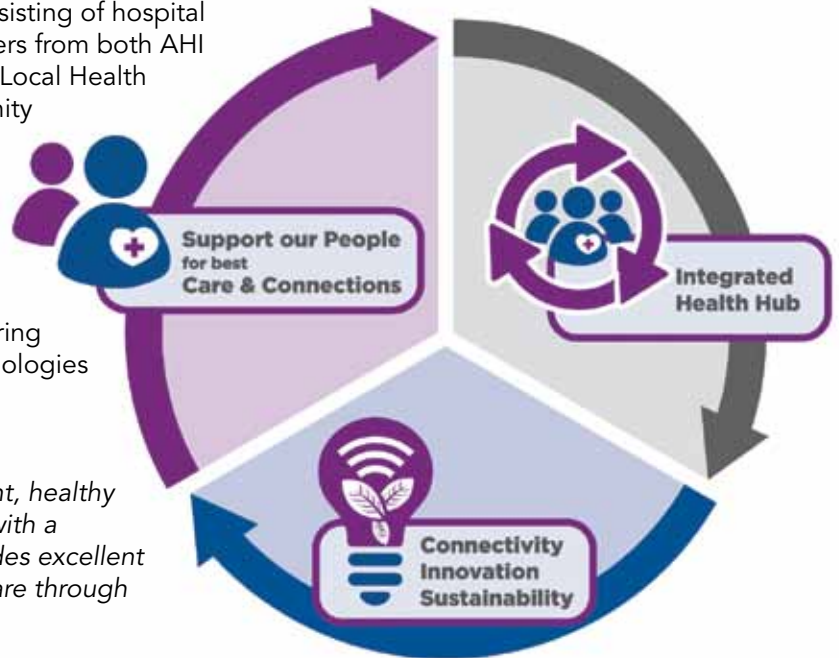 sisting of hospital
ers from both AHI
Local Health
nity
ring
ologies
nt, healthy
with a
des excellent
are through
Support our People
for best
Care & Connections
Integrated
Health Hub
Connectivity
Innovation
Sustainability